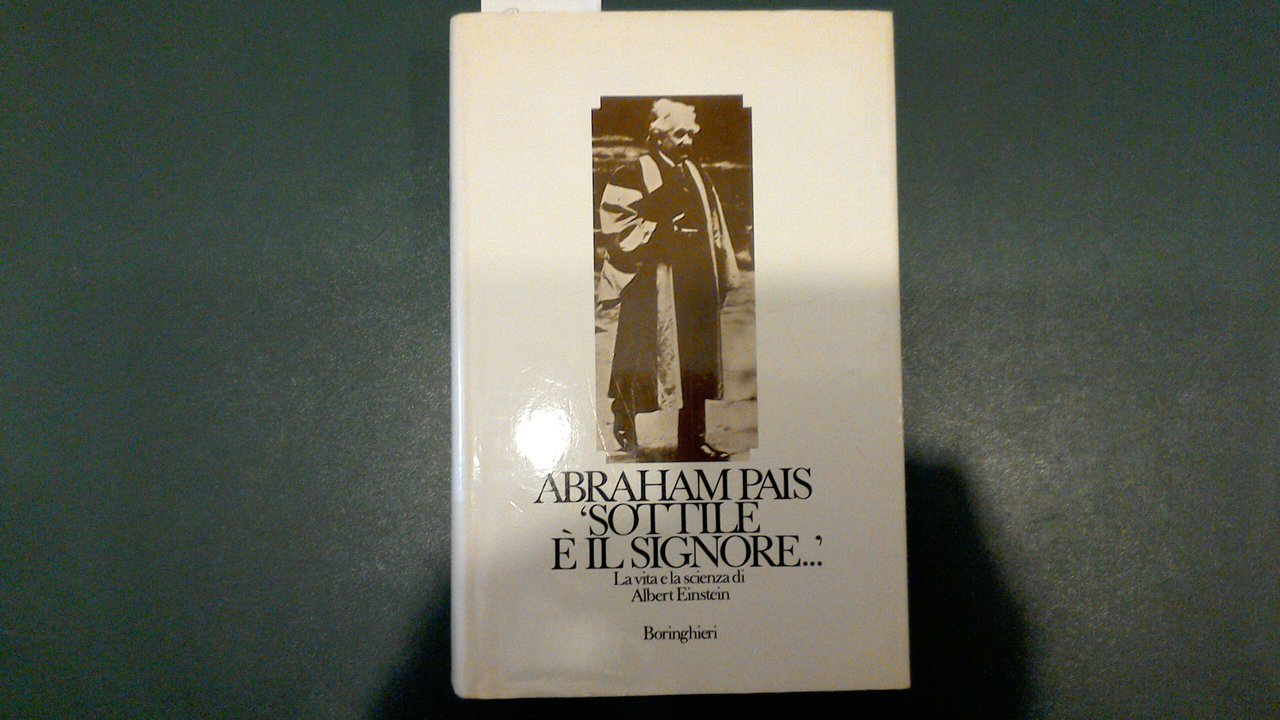 ABRAHAM PAIS
‘SOTTILE
È IL SIGNORE...’
La vita e la scienza di
Albert Einstein
Boringhieri